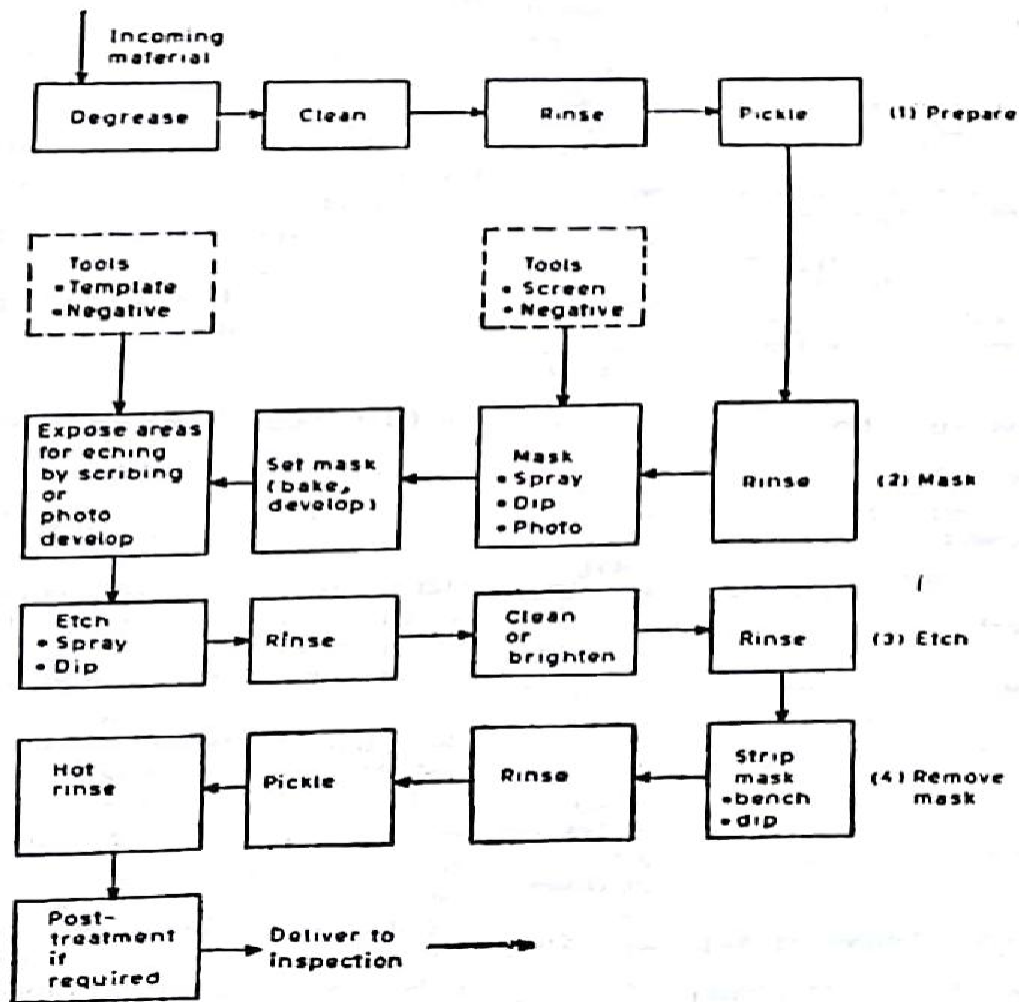 Incoming
material
Degrease
Clean
Rinse
Pickle
(1) Prepare
Tools
• Template
• Negative
Tools
• Screen
• Negative
Expose areas
for eching
by scribing
or
photo
develop
Set mask
(bake,
develop)
Mask
• Spray
• Dip
• Photo
Rinse
(2) Mask
Etch
• Spray
• Dip
Rinse
Clean
or
brighten
Rinse
(3) Etch
Hot
rinse
Pickle
Rinse
Strip
mask
• bench
• dip
(4) Remove
mask
Post-
treatment
if
required
Deliver to
inspection